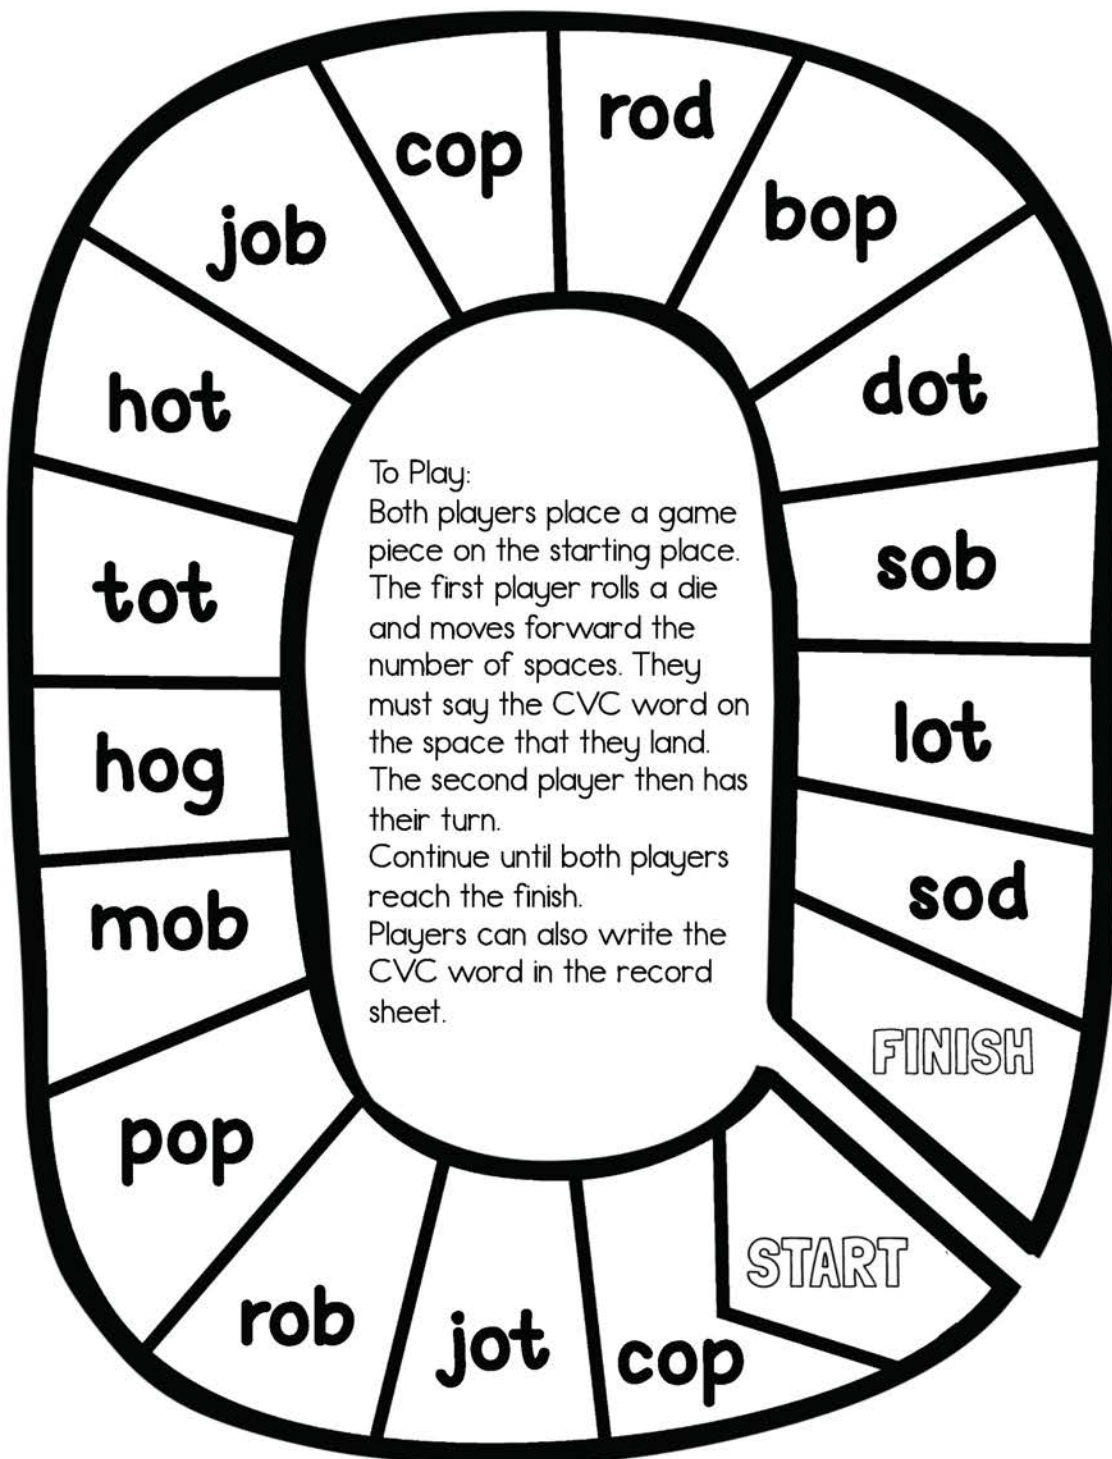 cop
rod
job
bop
hot
dot
tot
sob
hog
lot
mob
sod
To Play:
Both players place a game
piece on the starting place.
The first player rolls a die
and moves forward the
number of spaces. They
must say the CVC word on
the space that they land.
The second player then has
their turn.
Continue until both players
reach the finish.
Players can also write the
CVC word in the record
sheet.
FINISH
pop
START
rob
jot
cop